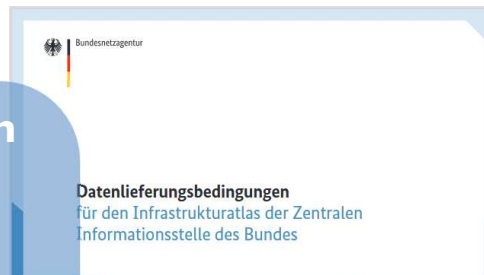 Bundesnetzagentur
n
Datenlieferungsbedingungen
für den Infrastrukturatlas der Zentralen
Informationsstelle des Bundes